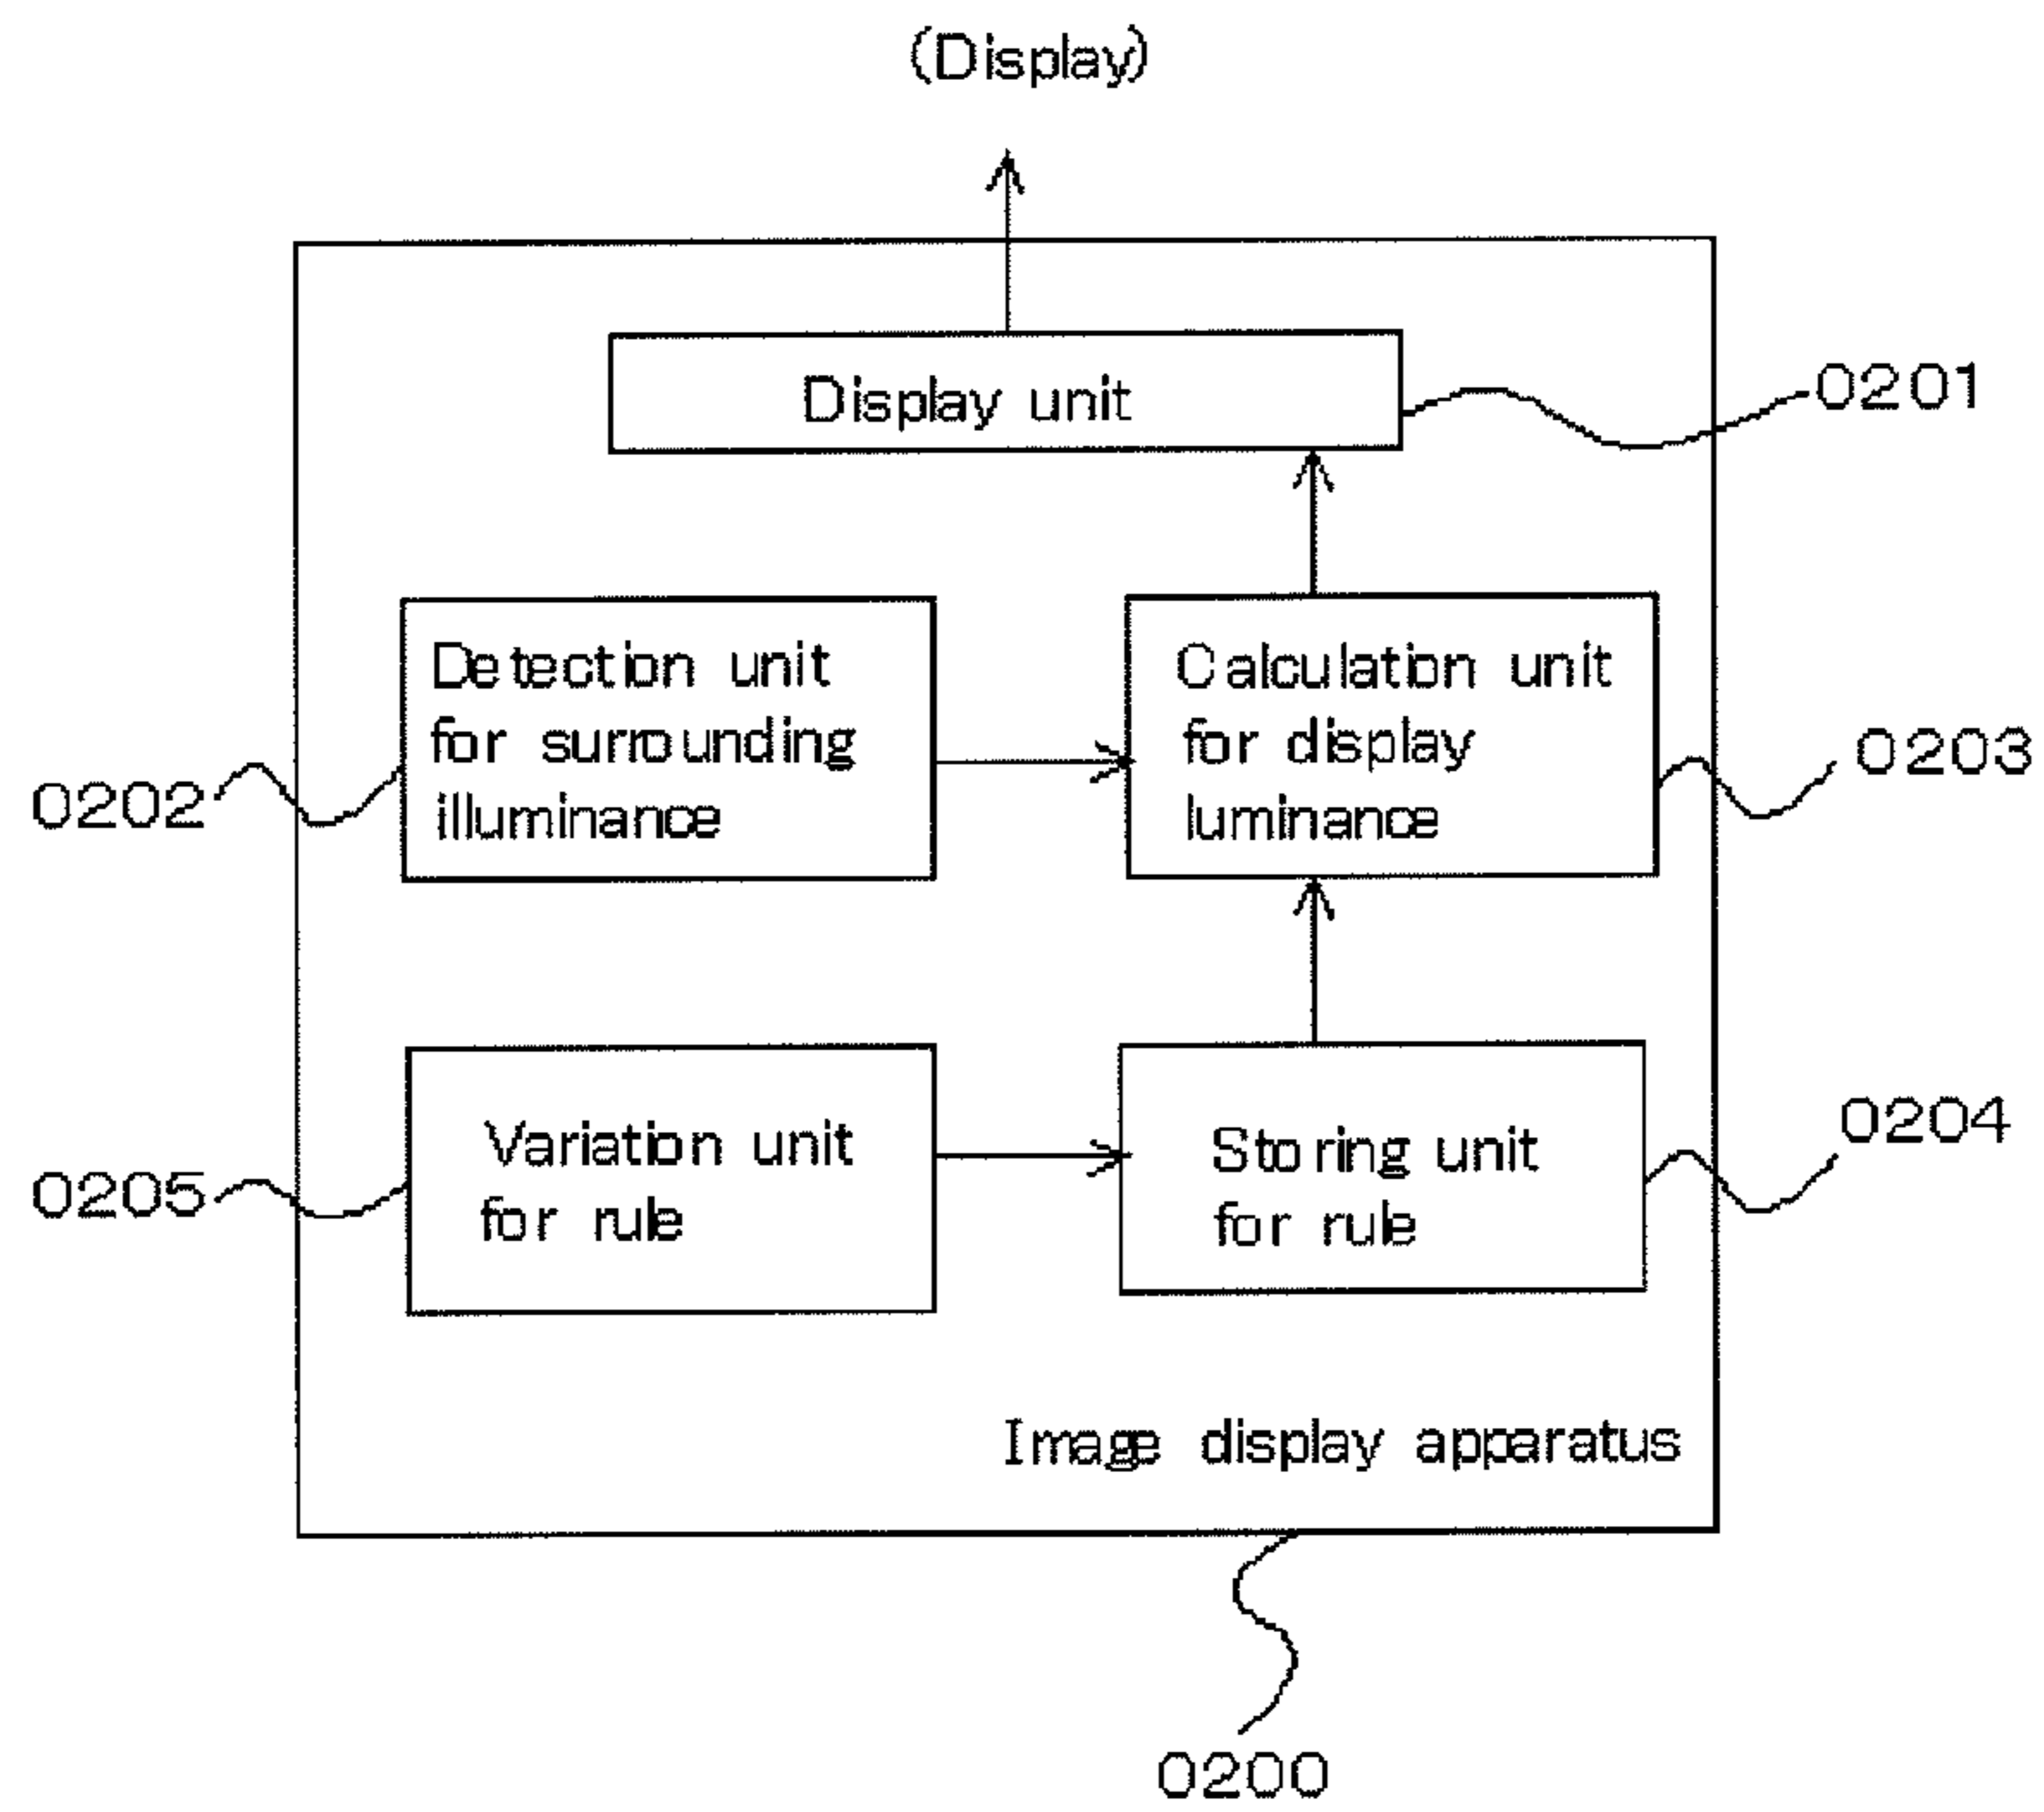 (Display)
Display unit
0201
Detection unit
for surrounding
illuminance
0202
Calculation unit
for display
luminance
0203
Variation unit
for rule
0205
Storing unit
for rule
0204
Image display apparatus
0200